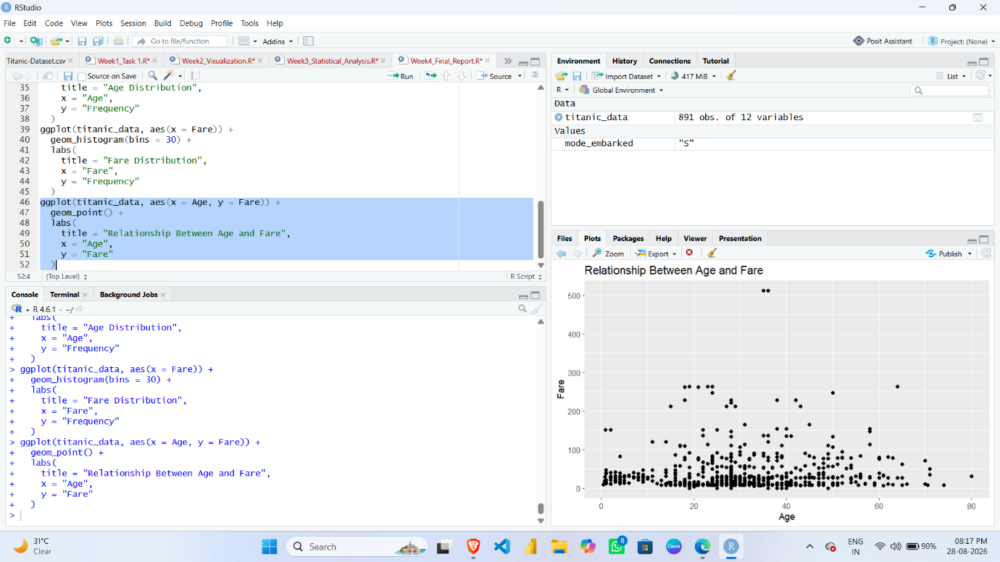 RStudio
File Edit Code View Plots Session Build Debug Profile Tools Help
Go to file/function Addins Posit Assistant Project: (None)
Titanic-Dataset.csv Week1_Task 1.R* Week2_Visualization.R* Week3_Statistical_Analysis.R* Week4_Final_Report.R*
Source on Save Run Source
35 title = "Age Distribution",
36 x = "Age",
37 y = "Frequency"
38 )
39 ggplot(titanic_data, aes(x = Fare)) +
40 geom_histogram(bins = 30) +
41 labs(
42 title = "Fare Distribution",
43 x = "Fare",
44 y = "Frequency"
45 )
46 ggplot(titanic_data, aes(x = Age, y = Fare)) +
47 geom_point() +
48 labs(
49 title = "Relationship Between Age and Fare",
50 x = "Age",
51 y = "Fare"
52 )
52:4 (Top Level) R Script
Console Terminal Background Jobs
R 4.6.1 · ~/
+ labs(
+ title = "Age Distribution",
+ x = "Age",
+ y = "Frequency"
+ )
> ggplot(titanic_data, aes(x = Fare)) +
+ geom_histogram(bins = 30) +
+ labs(
+ title = "Fare Distribution",
+ x = "Fare",
+ y = "Frequency"
+ )
> ggplot(titanic_data, aes(x = Age, y = Fare)) +
+ geom_point() +
+ labs(
+ title = "Relationship Between Age and Fare",
+ x = "Age",
+ y = "Fare"
+ )
>
Environment History Connections Tutorial
Import Dataset 417 MiB List
R Global Environment
Data
titanic_data 891 obs. of 12 variables
Values
mode_embarked "S"
Files Plots Packages Help Viewer Presentation
Zoom Export Publish
Relationship Between Age and Fare
500
400
300
200
100
0
Fare
0 20 40 60 80
Age
31°C
Clear
Search
8
ENG
IN
90%
08:17 PM
28-08-2026